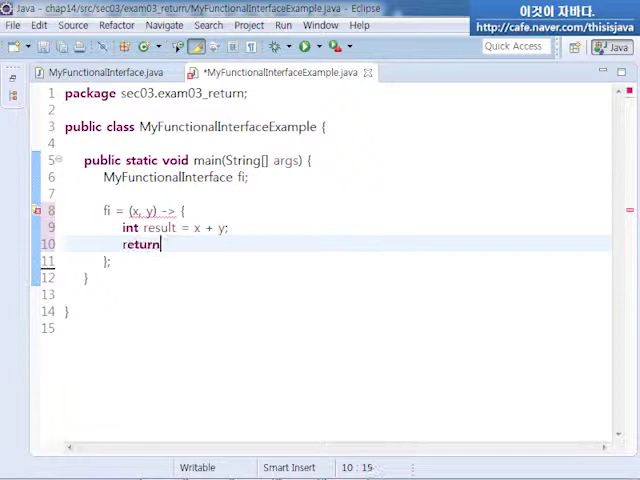 Java - chap14/src/sec03/exam03_return/MyFunctionalInterfaceExample.java - Eclipse
이것이 자바다.
http://cafe.naver.com/thisisjava
File Edit Source Refactor Navigate Search Project Run Window Help
Quick Access
Java
MyFunctionalInterface.java
*MyFunctionalInterfaceExample.java
1 package sec03.exam03_return;
2
3 public class MyFunctionalInterfaceExample {
4
5 public static void main(String[] args) {
6 MyFunctionalInterface fi;
7
8 fi = (x, y) -> {
9 int result = x + y;
10 return
11 };
12 }
13
14 }
15
Writable
Smart Insert
10 : 19